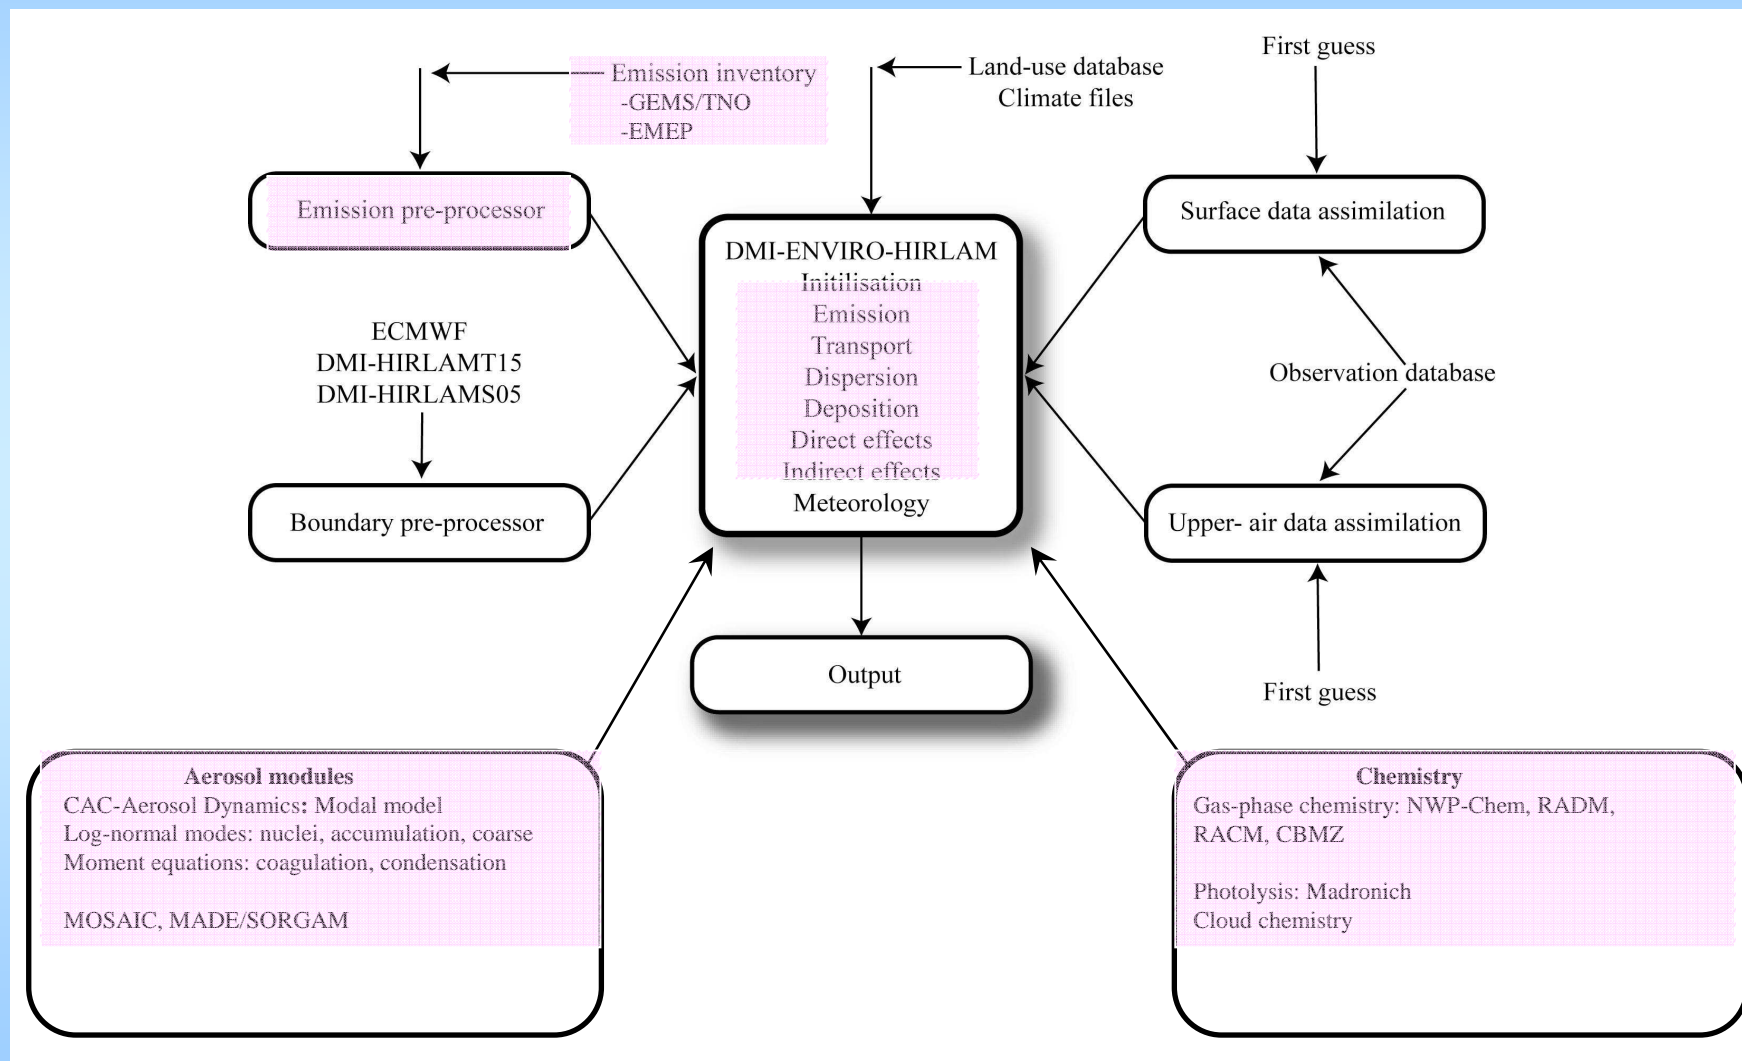 Emission inventory
-GEMS/TNO
-EMEP
Land-use database
Climate files
First guess
Emission pre-processor
Surface data assimilation
DMI-ENVIRO-HIRLAM
Initilisation
Emission
Transport
Dispersion
Deposition
Direct effects
Indirect effects
Meteorology
ECMWF
DMI-HIRLAMT15
DMI-HIRLAMS05
Observation database
Boundary pre-processor
Upper- air data assimilation
Output
First guess
Aerosol modules
CAC-Aerosol Dynamics: Modal model
Log-normal modes: nuclei, accumulation, coarse
Moment equations: coagulation, condensation
MOSAIC, MADE/SORGAM
Chemistry
Gas-phase chemistry: NWP-Chem, RADM,
RACM, CBMZ
Photolysis: Madronich
Cloud chemistry